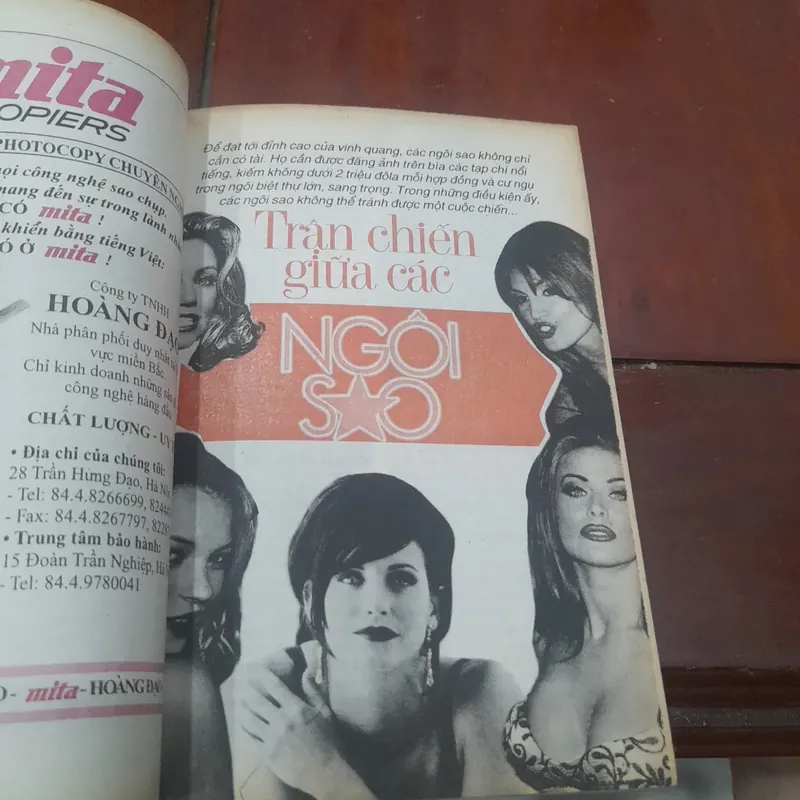 mita
COPIERS
PHOTOCOPY CHUYÊN
công nghệ sao chụp.
mang đến sự trong lành
CÓ mita !
khiển bằng tiếng Việt:
Ó Ở mita !
Công ty TNHH
HOÀNG ĐẠO
Nhà phân phối duy nhất
vực miền Bắc.
Chỉ kinh doanh những
công nghệ hàng đầu
CHẤT LƯỢNG - UY
• Địa chỉ của chúng tôi:
28 Trần Hưng Đạo, Hà Nội
- Tel: 84.4.8266699,
- Fax: 84.4.8267797,
• Trung tâm bảo hành:
15 Đoàn Trần Nghiệp,
- Tel: 84.4.9780041
- mita - HOÀNG ĐẠO
Để đạt tới đỉnh cao của vinh quang, các ngôi sao không chỉ
cần có tài. Họ cần được đăng ảnh trên bìa các tạp chí nổi
tiếng, kiếm không dưới 2 triệu đôla mỗi hợp đồng và cư ngụ
trong ngôi biệt thự lớn, sang trọng. Trong những điều kiện ấy,
các ngôi sao không thể tránh được một cuộc chiến...
Trận chiến
giữa các
NGÔI
SAO